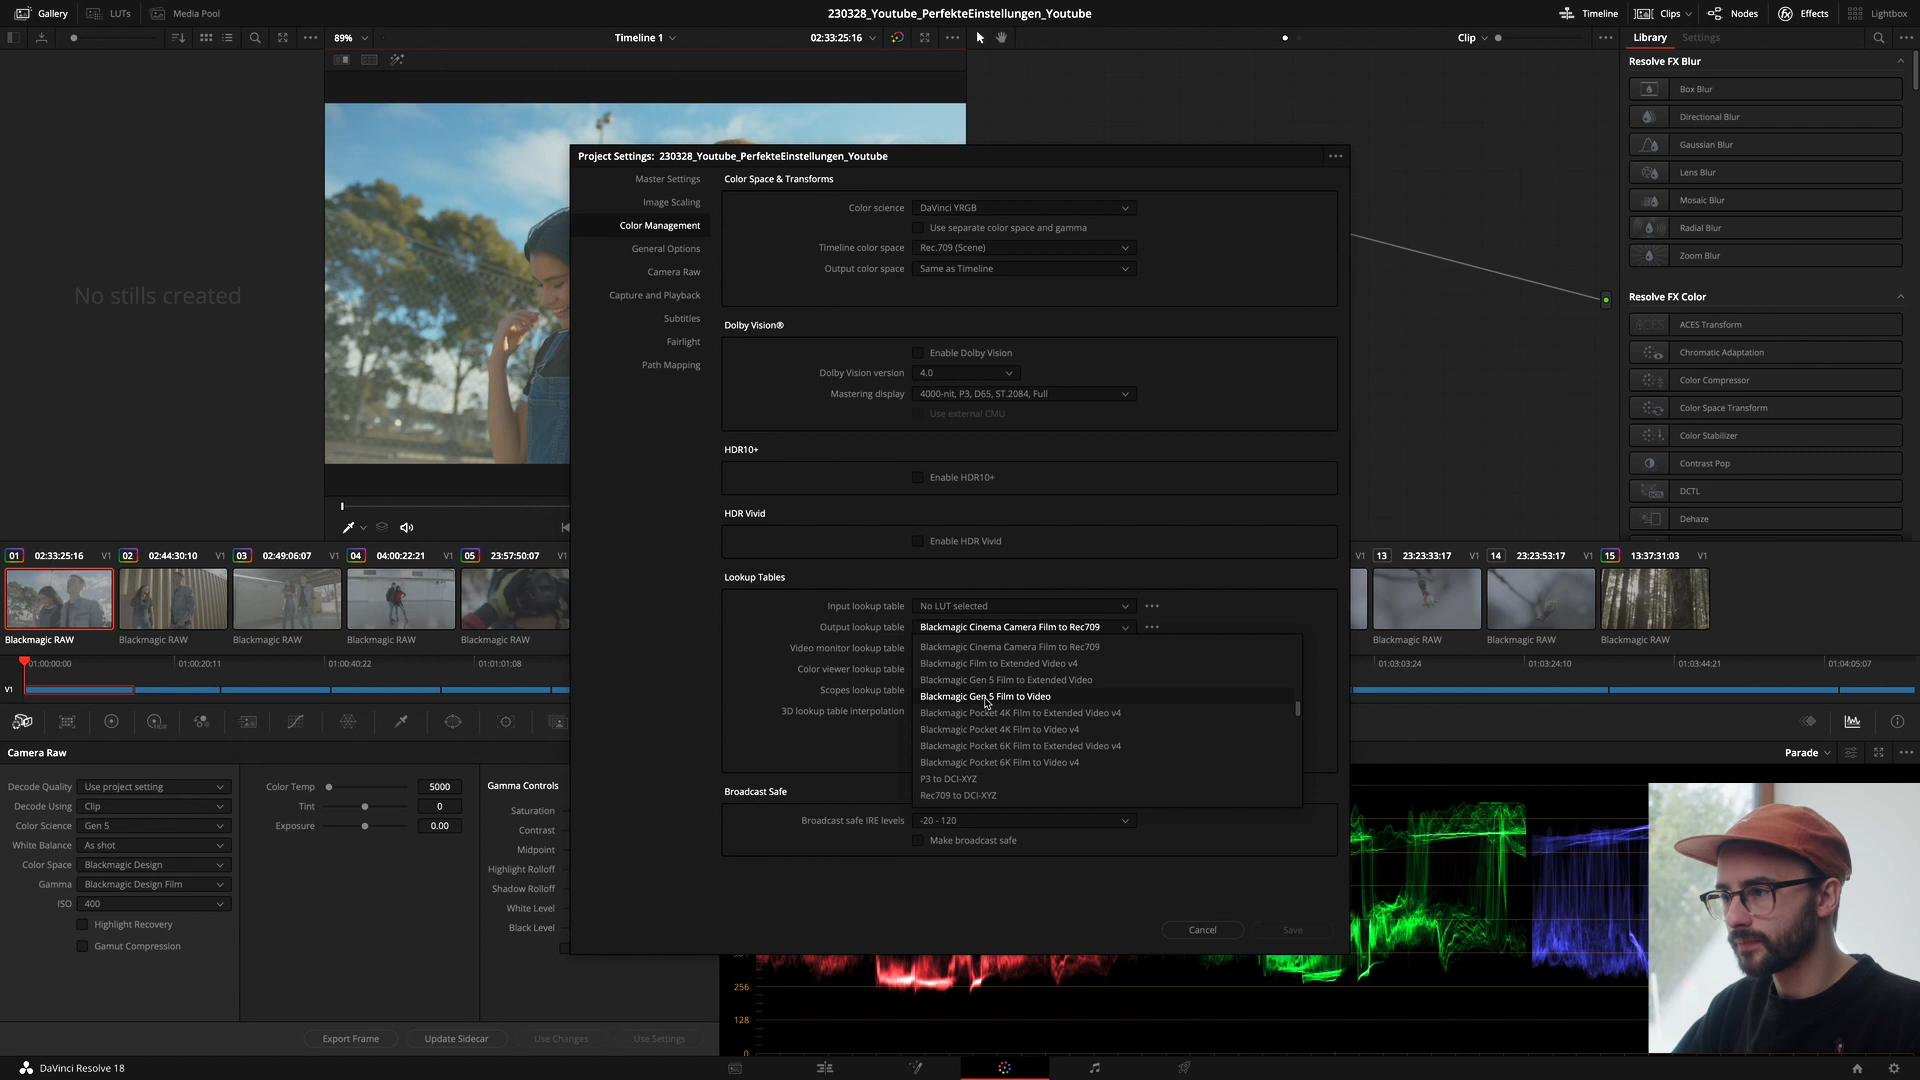 Gallery LUTs Media Pool 230328_Youtube_PerfekteEinstellungen_Youtube Timeline Clips Nodes Effects Lightbox
89% Timeline 1 02:33:25:16 Clip Library Settings
No stills created
Resolve FX Blur
Box Blur
Directional Blur
Gaussian Blur
Lens Blur
Mosaic Blur
Radial Blur
Zoom Blur
Resolve FX Color
ACES Transform
Chromatic Adaptation
Color Compressor
Color Space Transform
Color Stabilizer
Contrast Pop
DCTL
Dehaze
Project Settings: 230328_Youtube_PerfekteEinstellungen_Youtube
Master Settings
Image Scaling
Color Management
General Options
Camera Raw
Capture and Playback
Subtitles
Fairlight
Path Mapping
Color Space & Transforms
Color science DaVinci YRGB
Use separate color space and gamma
Timeline color space Rec.709 (Scene)
Output color space Same as Timeline
Dolby Vision®
Enable Dolby Vision
Dolby Vision version 4.0
Mastering display 4000-nit, P3, D65, ST.2084, Full
Use external CMU
HDR10+
Enable HDR10+
HDR Vivid
Enable HDR Vivid
Lookup Tables
Input lookup table No LUT selected
Output lookup table Blackmagic Cinema Camera Film to Rec709
Video monitor lookup table
Color viewer lookup table
Scopes lookup table
3D lookup table interpolation
Blackmagic Cinema Camera Film to Rec709
Blackmagic Film to Extended Video v4
Blackmagic Gen 5 Film to Extended Video
Blackmagic Gen 5 Film to Video
Blackmagic Pocket 4K Film to Extended Video v4
Blackmagic Pocket 4K Film to Video v4
Blackmagic Pocket 6K Film to Extended Video v4
Blackmagic Pocket 6K Film to Video v4
P3 to DCI-XYZ
Rec709 to DCI-XYZ
Broadcast Safe
Broadcast safe IRE levels -20 - 120
Make broadcast safe
Cancel Save
01 02:33:25:16 V1 02 02:44:30:10 V1 03 02:49:06:07 V1 04 04:00:22:21 V1 05 23:57:50:07 V1 V1 13 23:23:33:17 V1 14 23:23:53:17 V1 15 13:37:31:03 V1
Blackmagic RAW Blackmagic RAW Blackmagic RAW Blackmagic RAW Blackmagic RAW Blackmagic RAW Blackmagic RAW Blackmagic RAW
01:00:00:00 01:00:20:11 01:00:40:22 01:01:01:08 01:03:03:24 01:03:24:10 01:03:44:21 01:04:05:07
V1
Camera Raw Parade
Decode Quality Use project setting
Decode Using Clip
Color Science Gen 5
White Balance As shot
Color Space Blackmagic Design
Gamma Blackmagic Design Film
ISO 400
Highlight Recovery
Gamut Compression
Color Temp 5000
Tint 0
Exposure 0.00
Gamma Controls
Saturation
Contrast
Midpoint
Highlight Rolloff
Shadow Rolloff
White Level
Black Level
256
128
0
Export Frame Update Sidecar Use Changes Use Settings
DaVinci Resolve 18